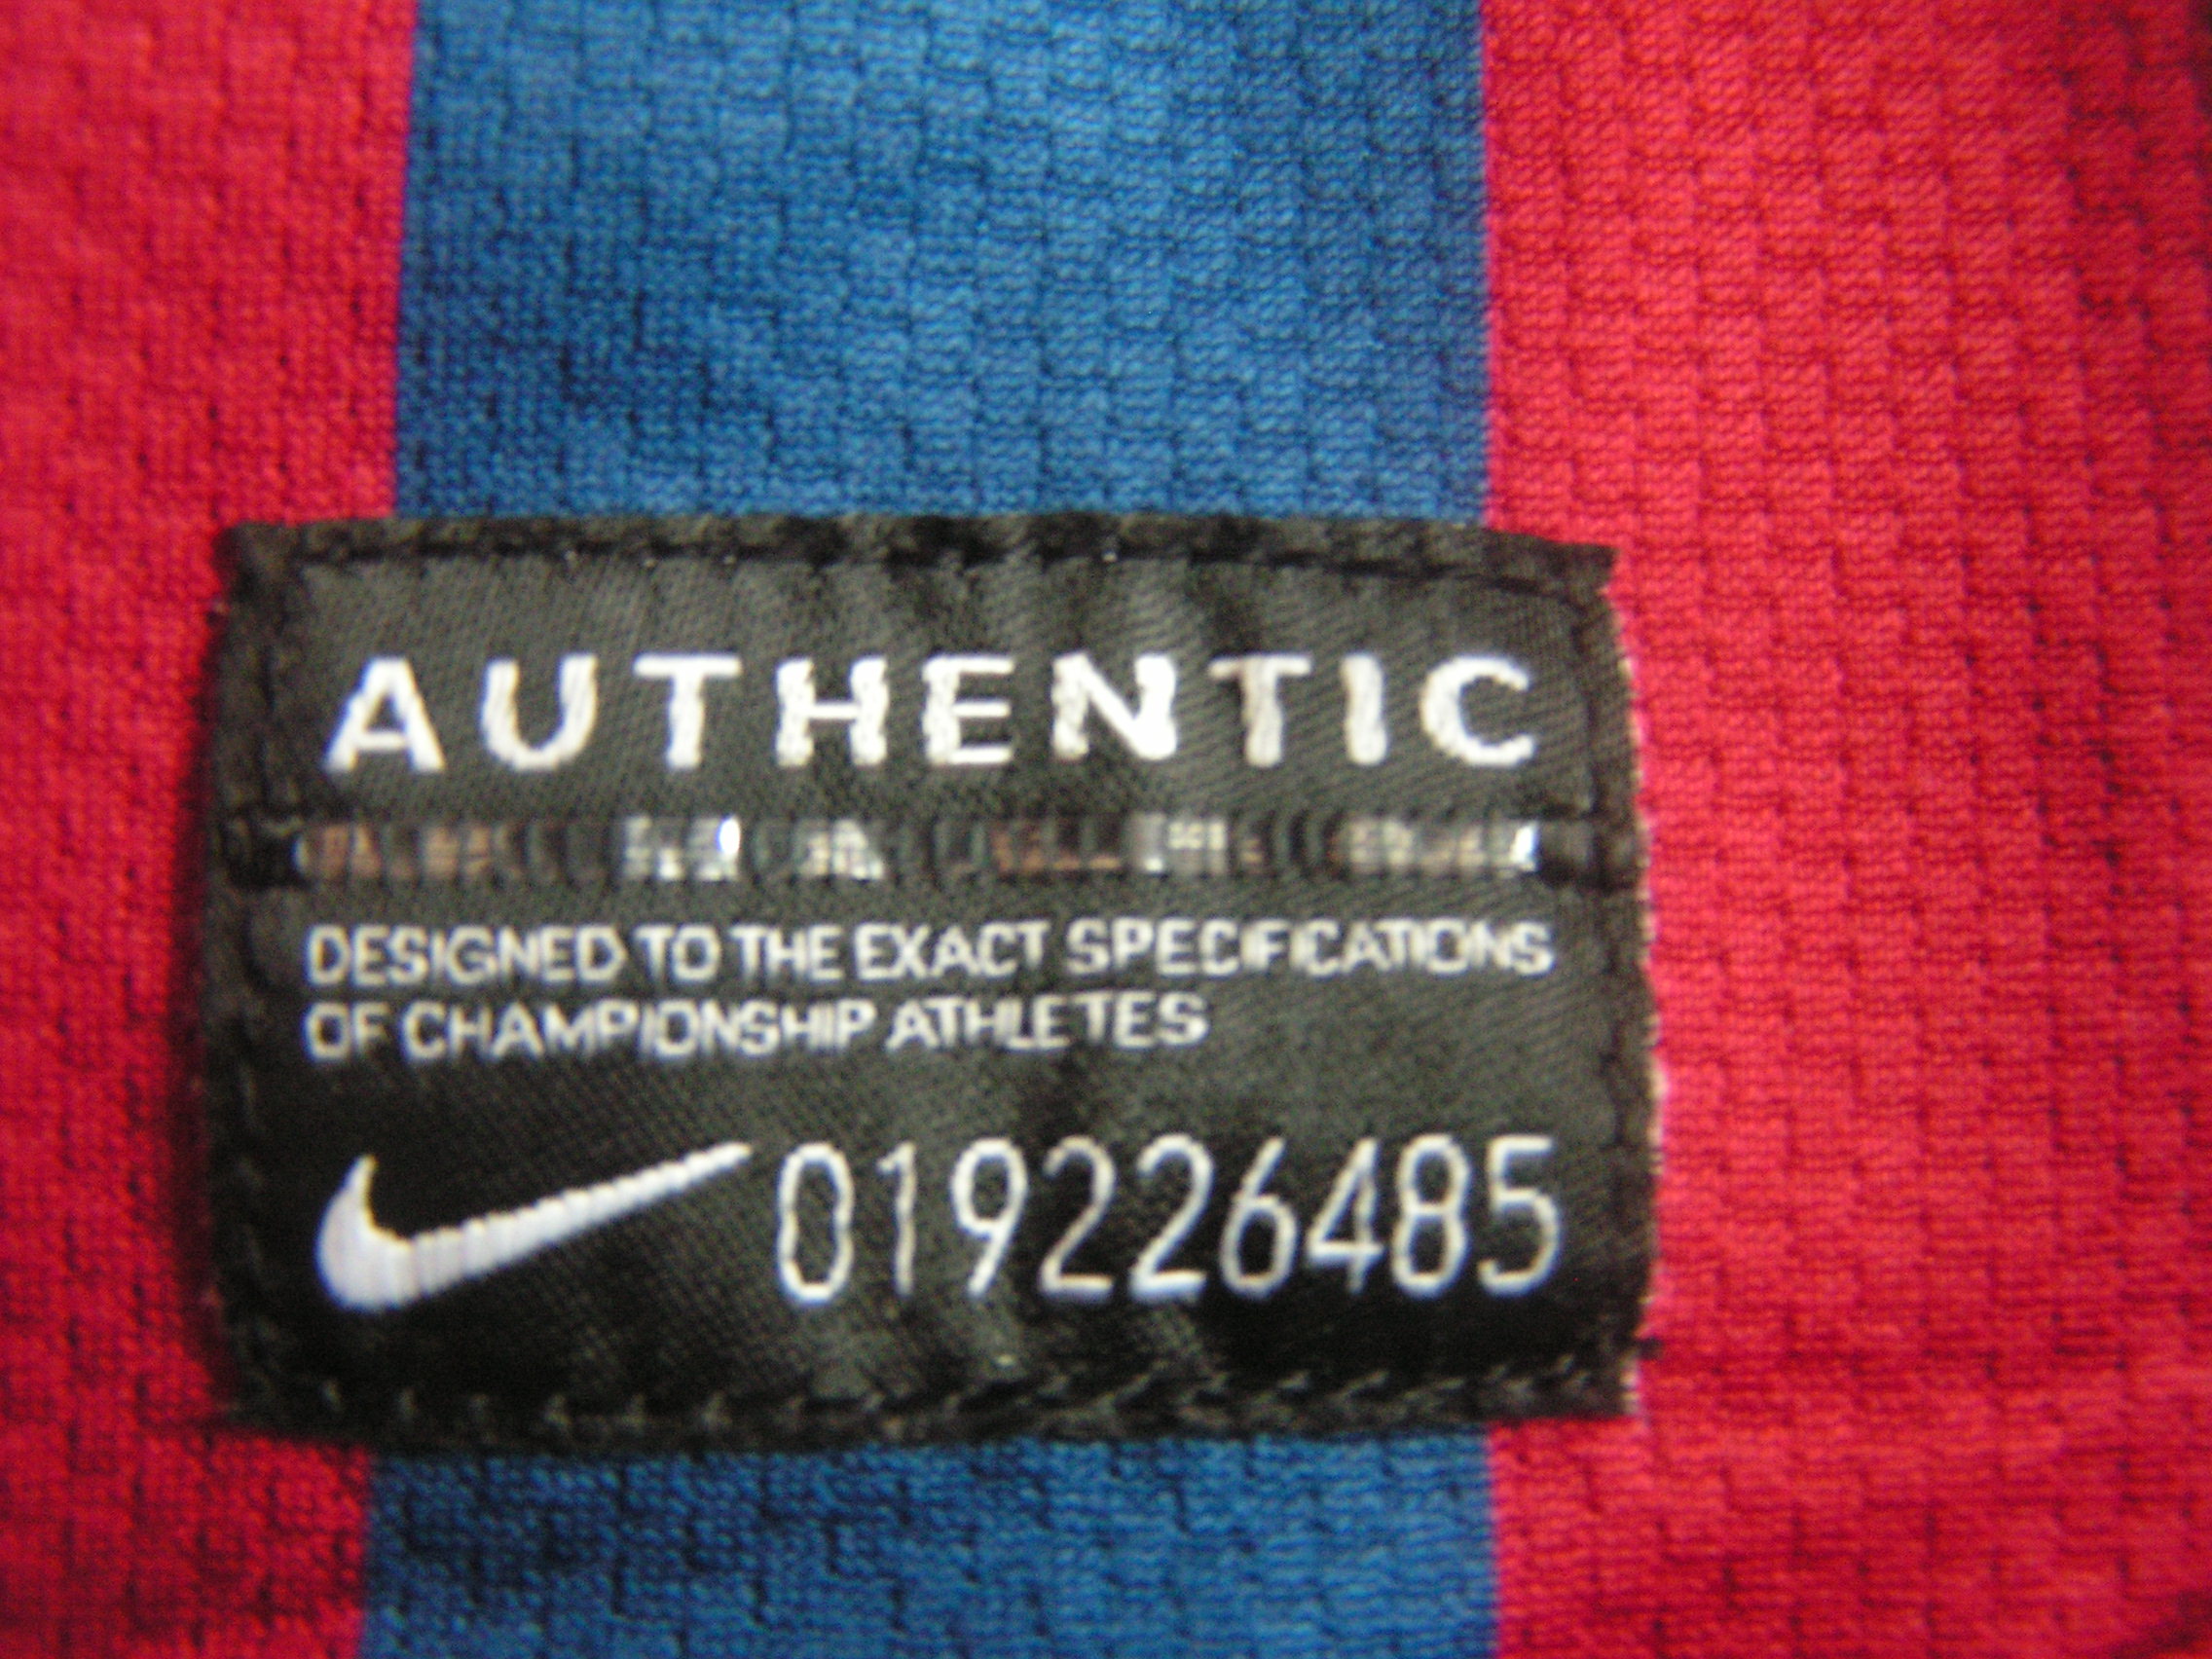 AUTHENTIC
DESIGNED TO THE EXACT SPECIFICATIONS
OF CHAMPIONSHIP ATHLETES
019226485